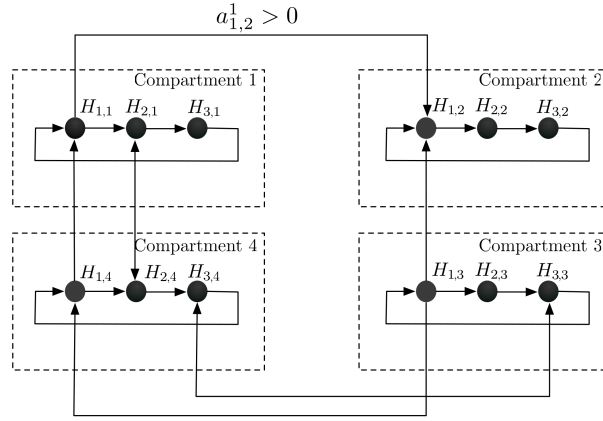 a^1_{1,2} > 0
Compartment 1
H_{1,1} H_{2,1} H_{3,1}
Compartment 2
H_{1,2} H_{2,2} H_{3,2}
Compartment 4
H_{1,4} H_{2,4} H_{3,4}
Compartment 3
H_{1,3} H_{2,3} H_{3,3}